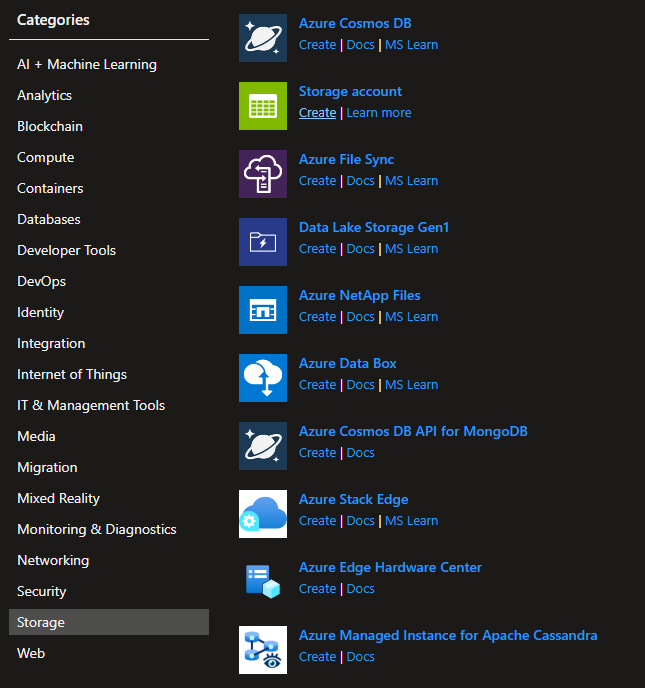 Categories
AI + Machine Learning
Analytics
Blockchain
Compute
Containers
Databases
Developer Tools
DevOps
Identity
Integration
Internet of Things
IT & Management Tools
Media
Migration
Mixed Reality
Monitoring & Diagnostics
Networking
Security
Storage
Web
Azure Cosmos DB
Create | Docs | MS Learn
Storage account
Create | Learn more
Azure File Sync
Create | Docs | MS Learn
Data Lake Storage Gen1
Create | Docs | MS Learn
Azure NetApp Files
Create | Docs | MS Learn
Azure Data Box
Create | Docs | MS Learn
Azure Cosmos DB API for MongoDB
Create | Docs
Azure Stack Edge
Create | Docs | MS Learn
Azure Edge Hardware Center
Create | Docs
Azure Managed Instance for Apache Cassandra
Create | Docs